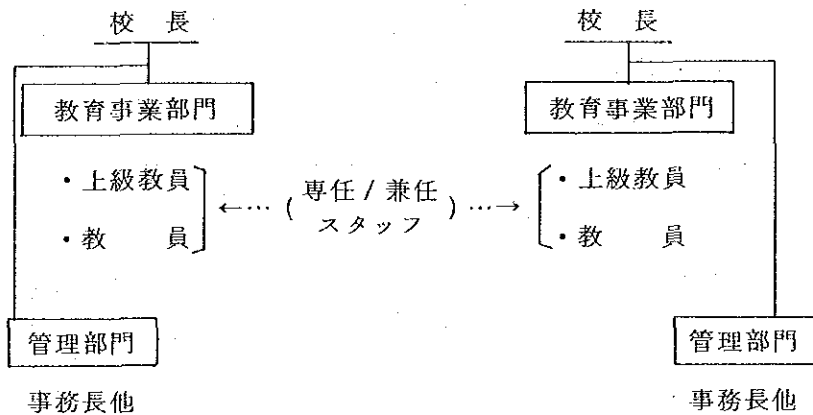 校　長　　校　長
教育事業部門　　教育事業部門
・上級教員　　専任 / 兼任　　・上級教員
←… (　スタッフ　) …→
・教　　員　　・教　　員
管理部門　　管理部門
事務長他　　事務長他